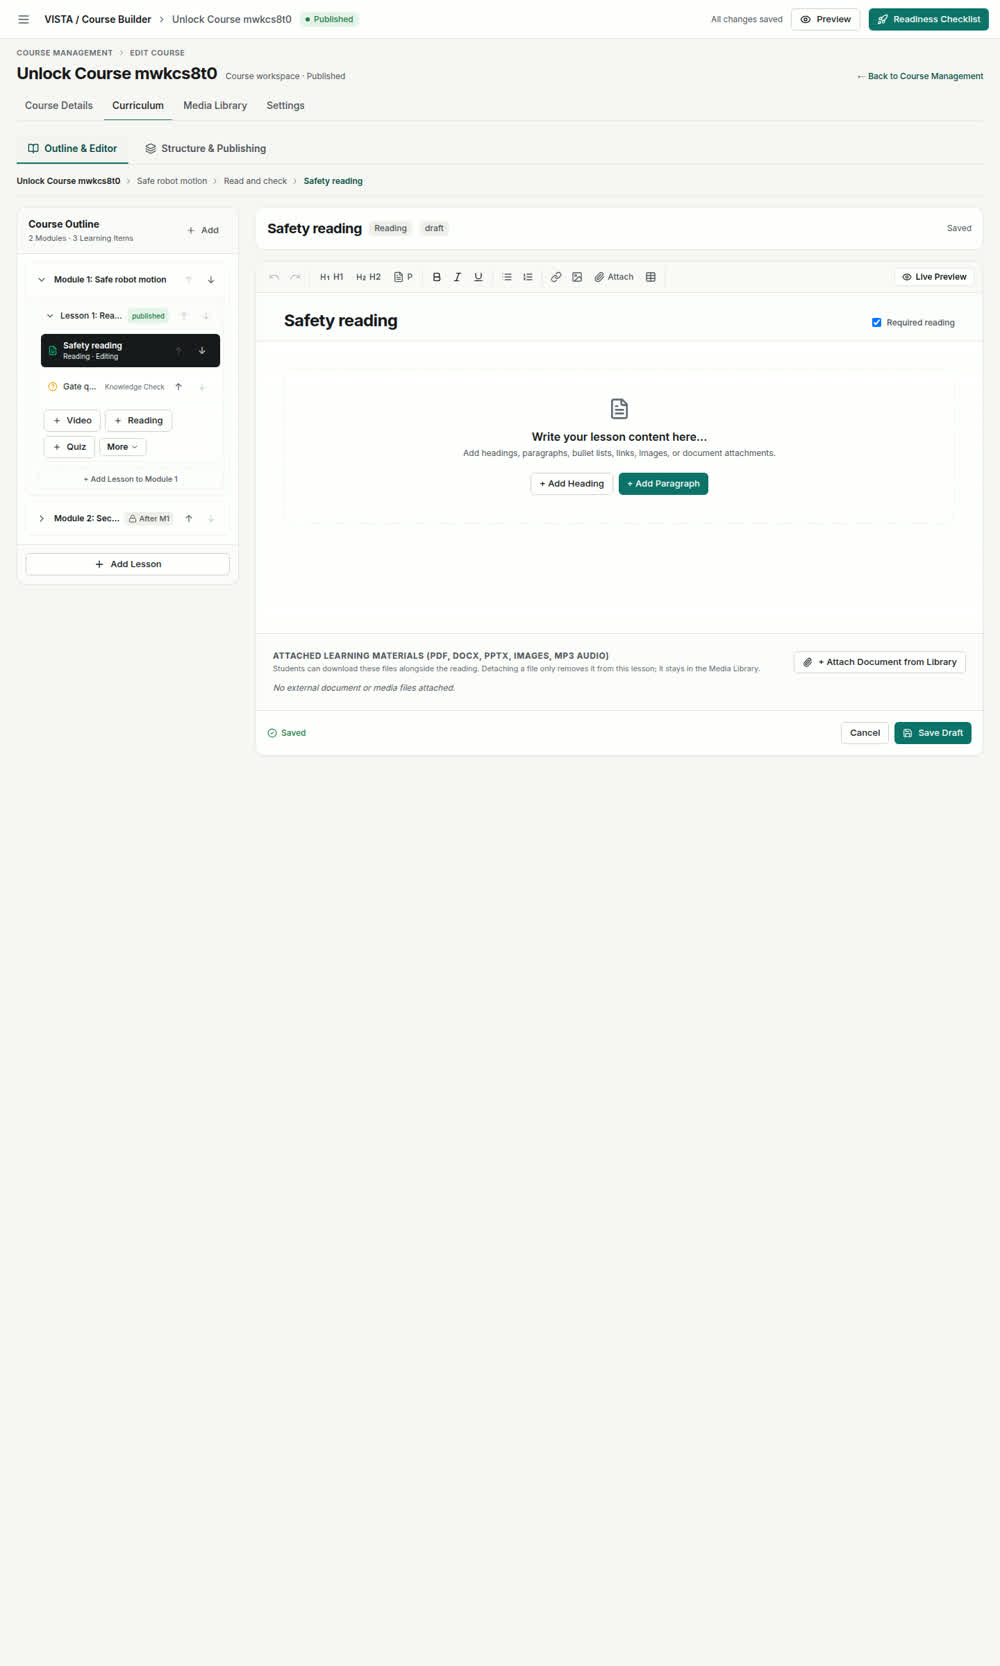 VISTA / Course Builder > Unlock Course mwkcs8t0 • Published All changes saved Preview Readiness Checklist
COURSE MANAGEMENT > EDIT COURSE
Unlock Course mwkcs8t0 Course workspace · Published ← Back to Course Management
Course Details Curriculum Media Library Settings
Outline & Editor Structure & Publishing
Unlock Course mwkcs8t0 > Safe robot motion > Read and check > Safety reading
Course Outline
2 Modules · 3 Learning Items
+ Add
Module 1: Safe robot motion
Lesson 1: Rea... published
Safety reading
Reading · Editing
Gate q... Knowledge Check
+ Video + Reading
+ Quiz More
+ Add Lesson to Module 1
Module 2: Sec... After M1
+ Add Lesson
Safety reading Reading draft Saved
H1 H1 H2 H2 P B I U Attach Live Preview
Safety reading Required reading
Write your lesson content here...
Add headings, paragraphs, bullet lists, links, images, or document attachments.
+ Add Heading + Add Paragraph
ATTACHED LEARNING MATERIALS (PDF, DOCX, PPTX, IMAGES, MP3 AUDIO)
Students can download these files alongside the reading. Detaching a file only removes it from this lesson; it stays in the Media Library.
+ Attach Document from Library
No external document or media files attached.
Saved Cancel Save Draft